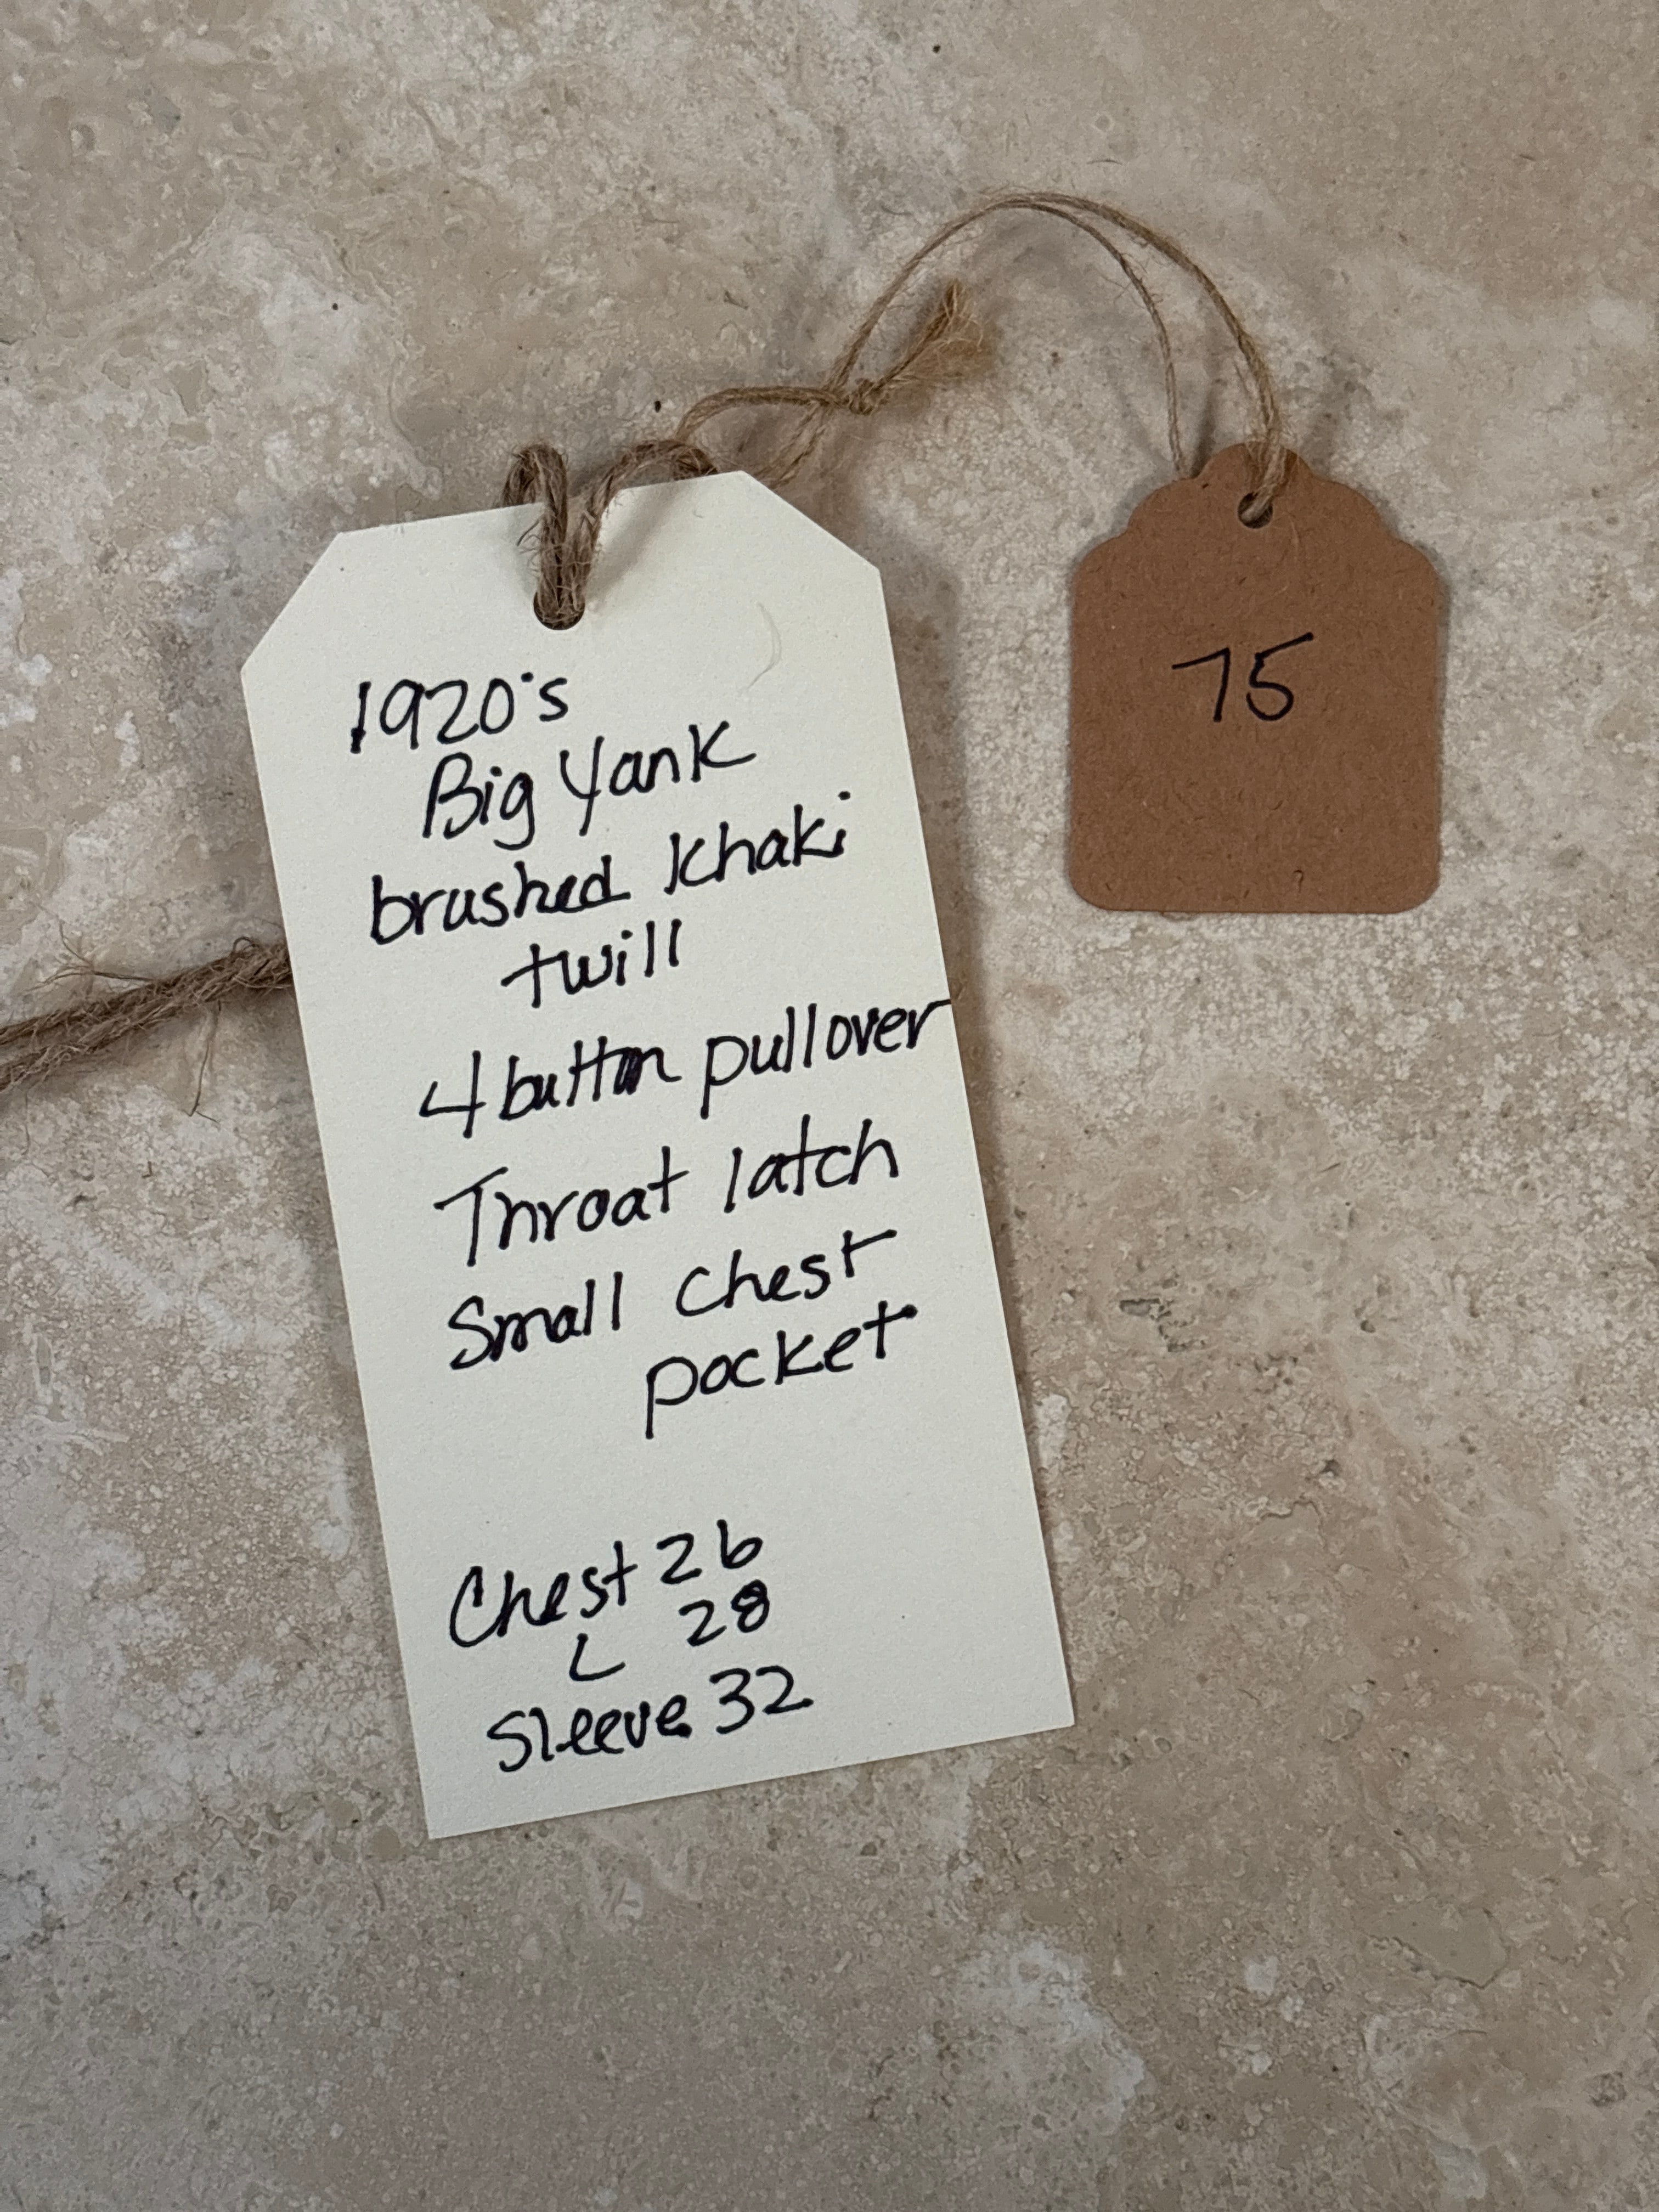 1920's
Big Yank
brushed Khaki
twill
4 button pullover
Throat latch
Small Chest
pocket
Chest 26
L 28
Sleeve 32
75